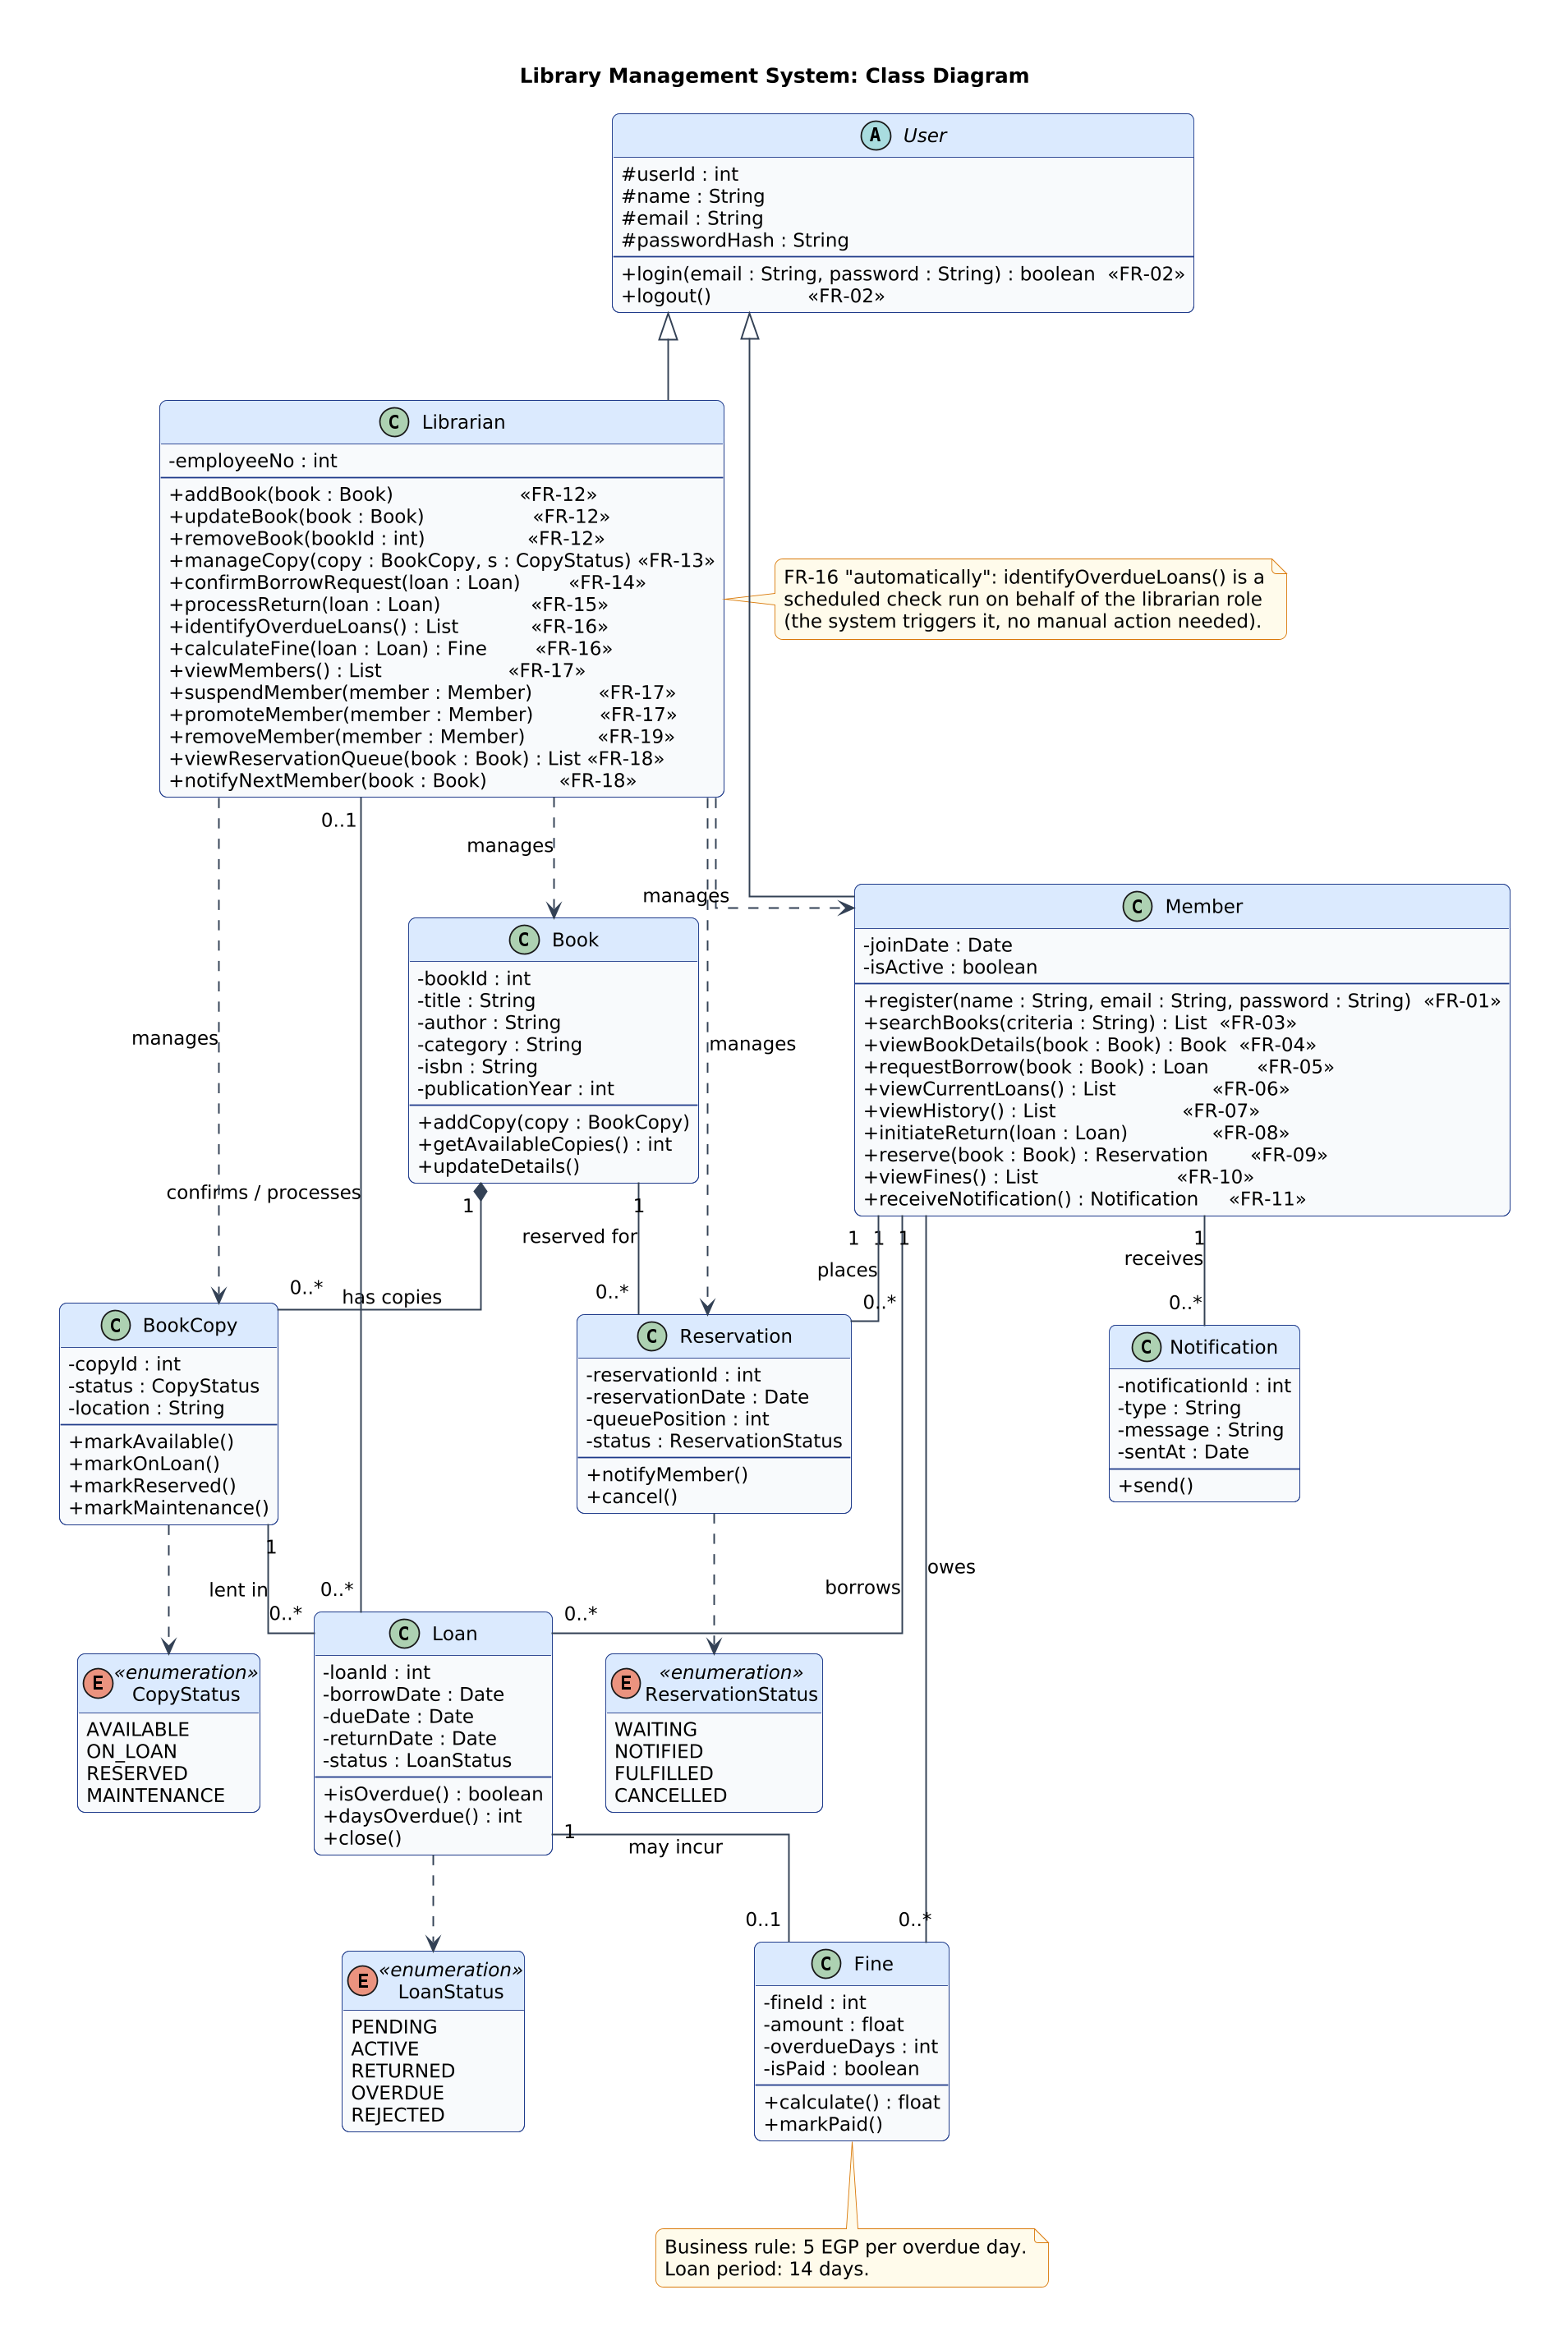 Library Management System: Class Diagram
A User
#userId : int
#name : String
#email : String
#passwordHash : String
+login(email : String, password : String) : boolean «FR-02»
+logout() «FR-02»
C Librarian
-employeeNo : int
+addBook(book : Book) «FR-12»
+updateBook(book : Book) «FR-12»
+removeBook(bookId : int) «FR-12»
+manageCopy(copy : BookCopy, s : CopyStatus) «FR-13»
+confirmBorrowRequest(loan : Loan) «FR-14»
+processReturn(loan : Loan) «FR-15»
+identifyOverdueLoans() : List «FR-16»
+calculateFine(loan : Loan) : Fine «FR-16»
+viewMembers() : List «FR-17»
+suspendMember(member : Member) «FR-17»
+promoteMember(member : Member) «FR-17»
+removeMember(member : Member) «FR-19»
+viewReservationQueue(book : Book) : List «FR-18»
+notifyNextMember(book : Book) «FR-18»
FR-16 "automatically": identifyOverdueLoans() is a
scheduled check run on behalf of the librarian role
(the system triggers it, no manual action needed).
0..1
manages
manages
manages
manages
confirms / processes
C Book
-bookId : int
-title : String
-author : String
-category : String
-isbn : String
-publicationYear : int
+addCopy(copy : BookCopy)
+getAvailableCopies() : int
+updateDetails()
C Member
-joinDate : Date
-isActive : boolean
+register(name : String, email : String, password : String) «FR-01»
+searchBooks(criteria : String) : List «FR-03»
+viewBookDetails(book : Book) : Book «FR-04»
+requestBorrow(book : Book) : Loan «FR-05»
+viewCurrentLoans() : List «FR-06»
+viewHistory() : List «FR-07»
+initiateReturn(loan : Loan) «FR-08»
+reserve(book : Book) : Reservation «FR-09»
+viewFines() : List «FR-10»
+receiveNotification() : Notification «FR-11»
1
1
1 1 1
1
reserved for
places
receives
0..*
has copies
0..*
0..*
0..*
C BookCopy
-copyId : int
-status : CopyStatus
-location : String
+markAvailable()
+markOnLoan()
+markReserved()
+markMaintenance()
C Reservation
-reservationId : int
-reservationDate : Date
-queuePosition : int
-status : ReservationStatus
+notifyMember()
+cancel()
C Notification
-notificationId : int
-type : String
-message : String
-sentAt : Date
+send()
1
lent in
0..*
0..*
0..*
borrows
owes
E «enumeration»
CopyStatus
AVAILABLE
ON_LOAN
RESERVED
MAINTENANCE
C Loan
-loanId : int
-borrowDate : Date
-dueDate : Date
-returnDate : Date
-status : LoanStatus
+isOverdue() : boolean
+daysOverdue() : int
+close()
E «enumeration»
ReservationStatus
WAITING
NOTIFIED
FULFILLED
CANCELLED
1
may incur
0..1
0..*
E «enumeration»
LoanStatus
PENDING
ACTIVE
RETURNED
OVERDUE
REJECTED
C Fine
-fineId : int
-amount : float
-overdueDays : int
-isPaid : boolean
+calculate() : float
+markPaid()
Business rule: 5 EGP per overdue day.
Loan period: 14 days.